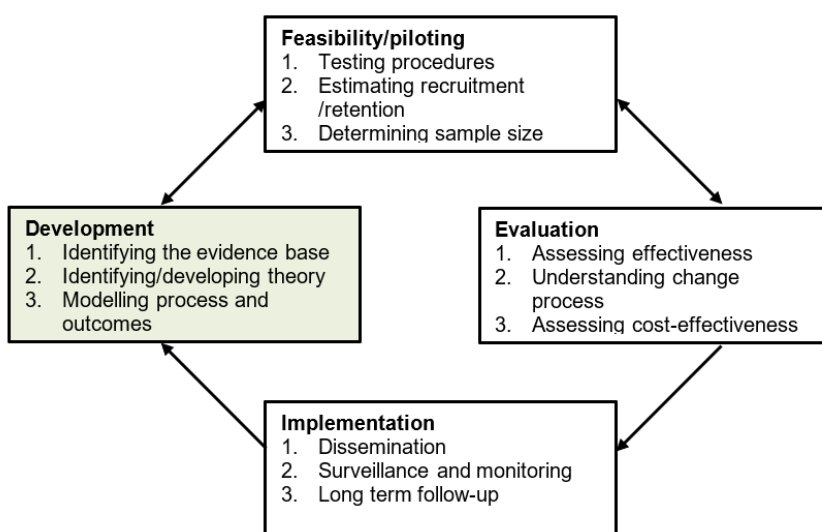 Feasibility/piloting
1. Testing procedures
2. Estimating recruitment
/retention
3. Determining sample size
Development
1. Identifying the evidence base
2. Identifying/developing theory
3. Modelling process and
outcomes
Evaluation
1. Assessing effectiveness
2. Understanding change
process
3. Assessing cost-effectiveness
Implementation
1. Dissemination
2. Surveillance and monitoring
3. Long term follow-up